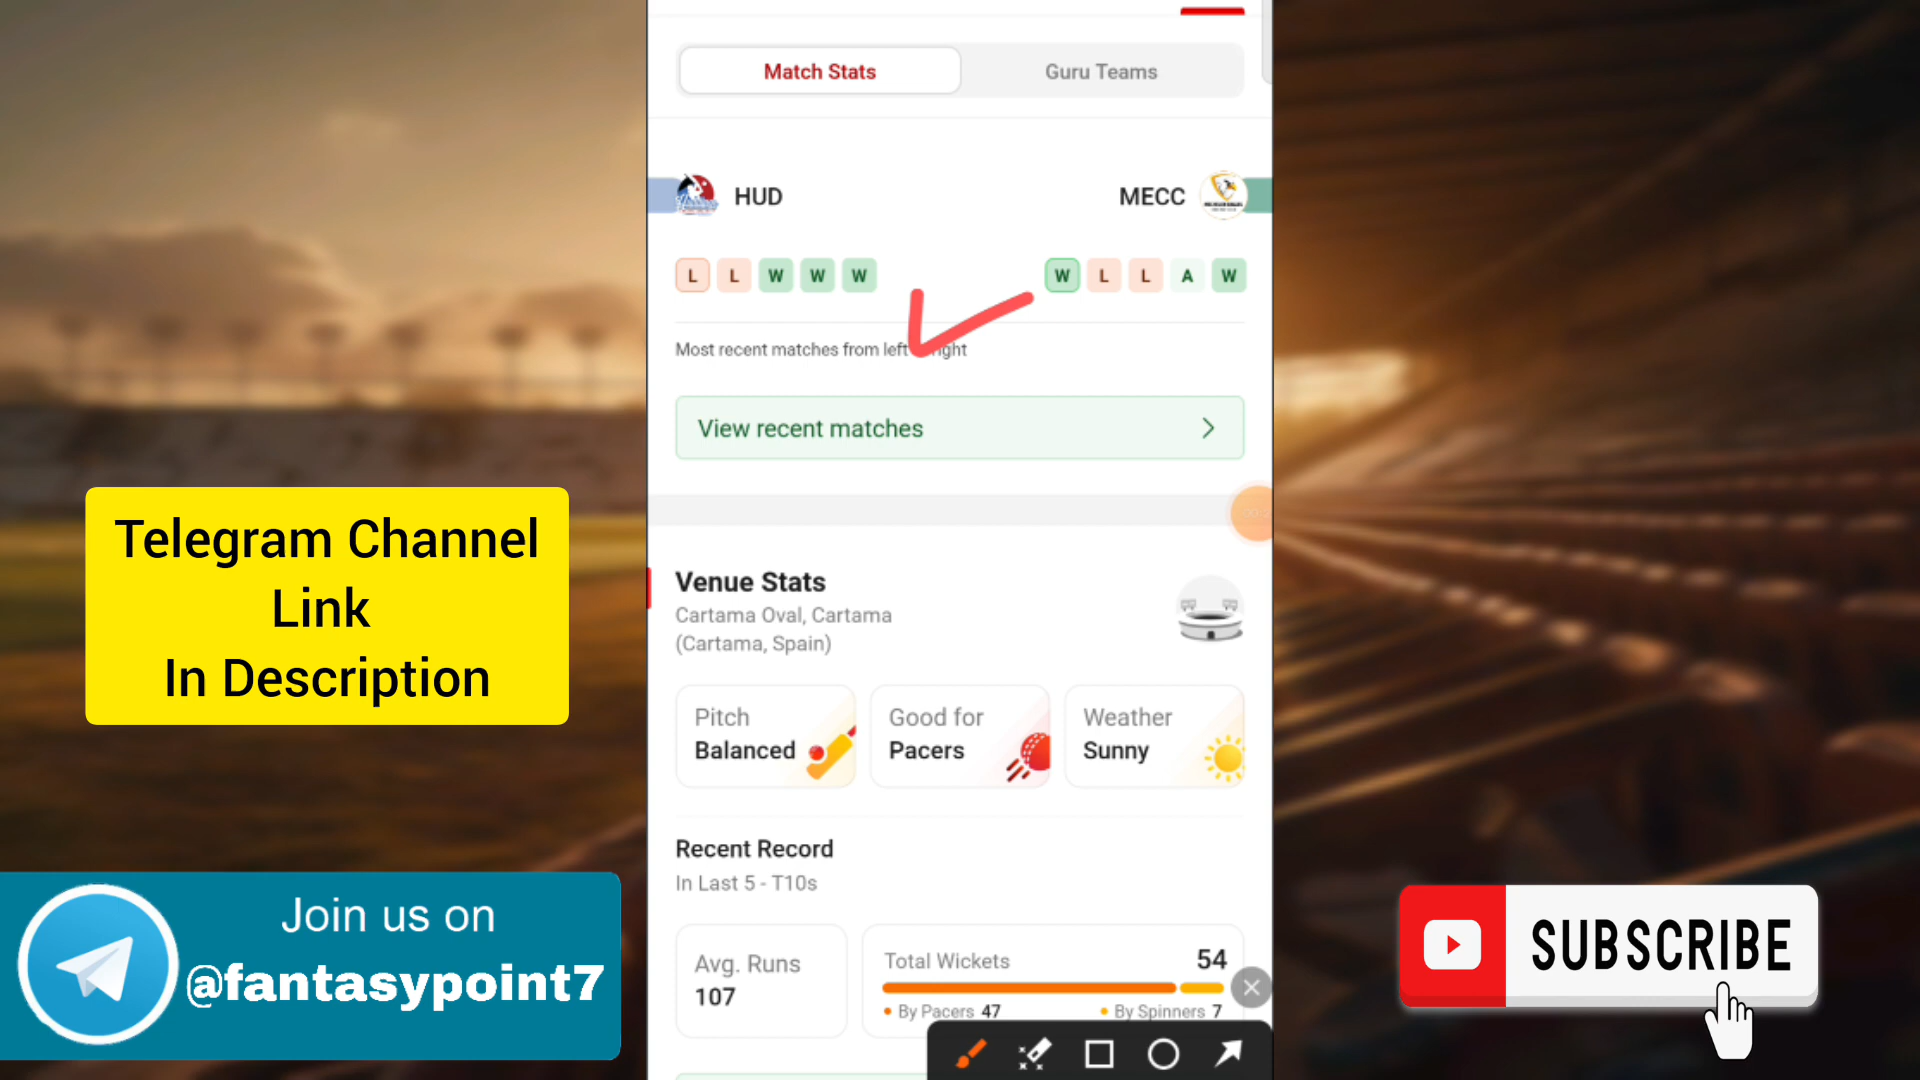 Match Stats
Guru Teams
HUD
MECC
L L W W W
W L L A W
Most recent matches from left right
View recent matches
Venue Stats
Cartama Oval, Cartama
(Cartama, Spain)
Pitch
Balanced
Good for
Pacers
Weather
Sunny
Recent Record
In Last 5 - T10s
Avg. Runs
107
Total Wickets 54
By Pacers 47
By Spinners 7
Telegram Channel
Link
In Description
Join us on
@fantasypoint7
SUBSCRIBE